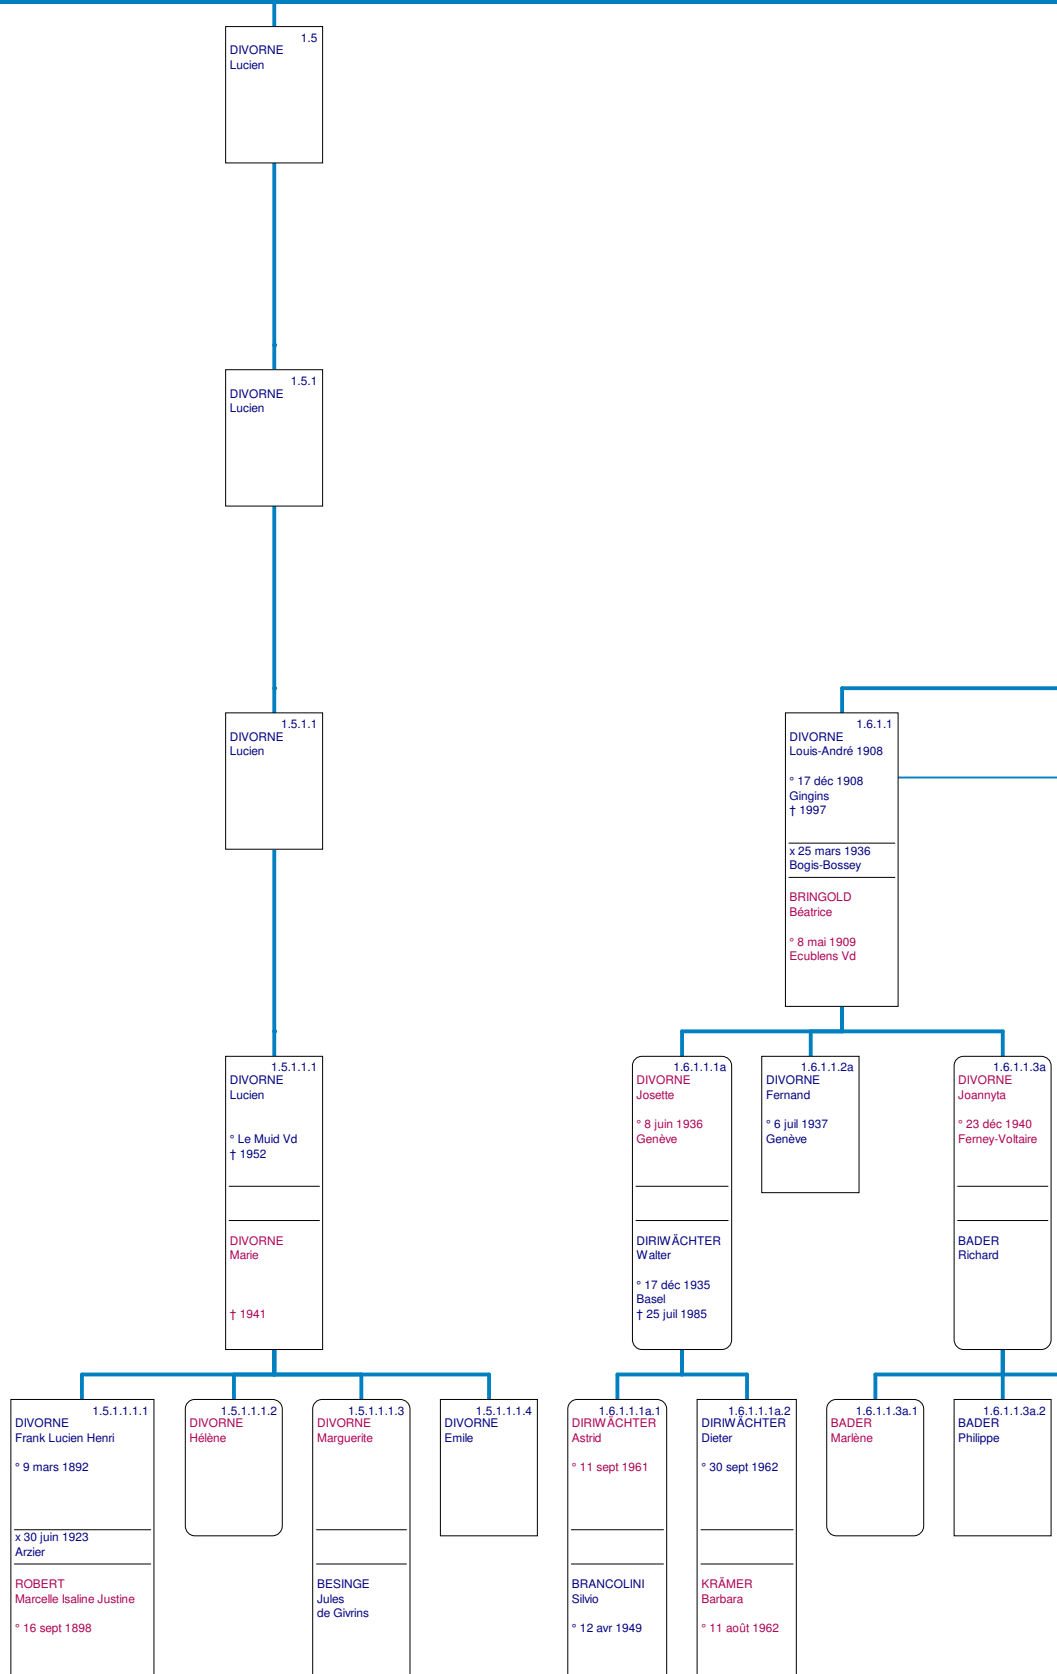 1.5
DIVORNE
Lucien
1.5.1
DIVORNE
Lucien
1.5.1.1
DIVORNE
Lucien
1.6.1.1
DIVORNE
Louis-André 1908
° 17 déc 1908
Gingins
† 1997
x 25 mars 1936
Bogis-Bossey
BRINGOLD
Béatrice
° 8 mai 1909
Ecublens Vd
1.5.1.1.1
DIVORNE
Lucien
° Le Muid Vd
† 1952
DIVORNE
Marie
† 1941
1.6.1.1.1a
DIVORNE
Josette
° 8 juin 1936
Genève
DIRIWÄCHTER
Walter
° 17 déc 1935
Basel
† 25 juil 1985
1.6.1.1.2a
DIVORNE
Fernand
° 6 juil 1937
Genève
1.6.1.1.3a
DIVORNE
Joannyta
° 23 déc 1940
Ferney-Voltaire
BADER
Richard
1.5.1.1.1.1
DIVORNE
Frank Lucien Henri
° 9 mars 1892
x 30 juin 1923
Arzier
ROBERT
Marcelle Isaline Justine
° 16 sept 1898
1.5.1.1.1.2
DIVORNE
Hélène
1.5.1.1.1.3
DIVORNE
Marguerite
BESINGE
Jules
de Givrins
1.5.1.1.1.4
DIVORNE
Emile
1.6.1.1.1a.1
DIRIWÄCHTER
Astrid
° 11 sept 1961
BRANCOLINI
Silvio
° 12 avr 1949
1.6.1.1.1a.2
DIRIWÄCHTER
Dieter
° 30 sept 1962
KRÄMER
Barbara
° 11 août 1962
1.6.1.1.3a.1
BADER
Marlène
1.6.1.1.3a.2
BADER
Philippe